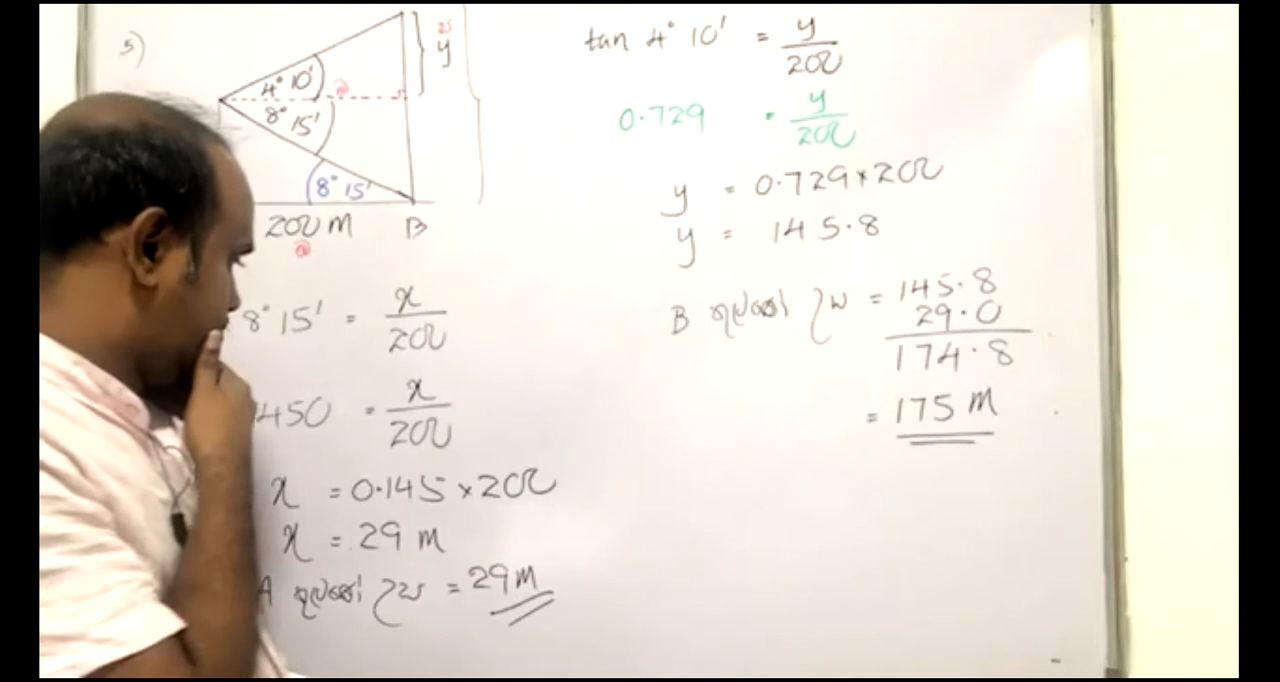 5)
4° 10'
8° 15'
8° 15'
y
200 m
B
8° 15' = x/200
450 = x/200
x = 0.145 × 200
x = 29 m
A කුලුනේ උස = 29 m
tan 4° 10' = y/200
0.729 = y/200
y = 0.729 × 200
y = 145.8
B කුලුනේ උස = 145.8
29.0
174.8
= 175 m